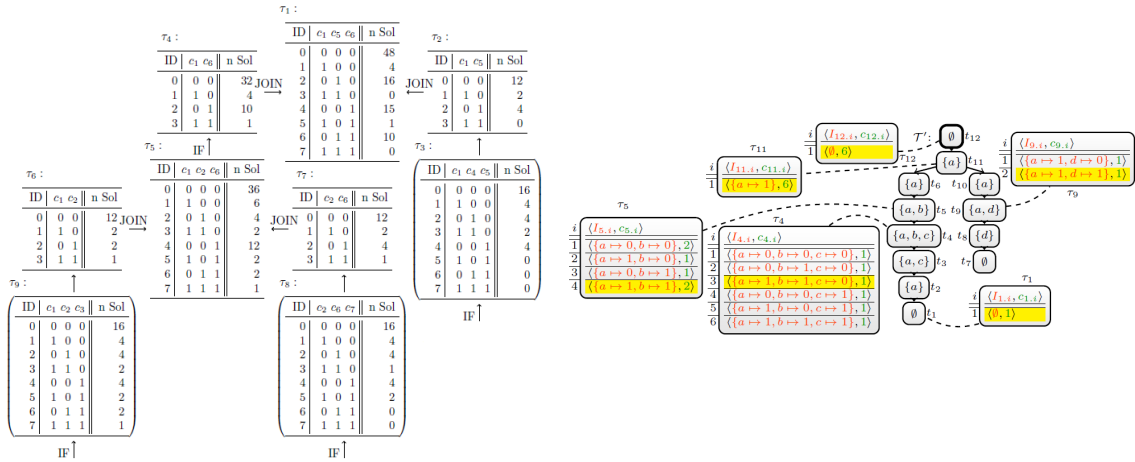 τ₁ :
ID c₁ c₅ c₆ n Sol
0 0 0 0 48
1 1 0 0 4
2 0 1 0 16
3 1 1 0 0
4 0 0 1 15
5 1 0 1 1
6 0 1 1 10
7 1 1 1 0
τ₄ :
ID c₁ c₆ n Sol
0 0 0 32
1 1 0 4
2 0 1 10
3 1 1 1
JOIN →
τ₂ :
ID c₁ c₅ n Sol
0 0 0 12
1 1 0 2
2 0 1 4
3 1 1 0
JOIN ←
IF ↑
τ₅ :
ID c₁ c₂ c₆ n Sol
0 0 0 0 36
1 1 0 0 6
2 0 1 0 4
3 1 1 0 2
4 0 0 1 12
5 1 0 1 2
6 0 1 1 2
7 1 1 1 1
τ₆ :
ID c₁ c₂ n Sol
0 0 0 12
1 1 0 2
2 0 1 2
3 1 1 1
JOIN →
τ₇ :
ID c₂ c₆ n Sol
0 0 0 12
1 1 0 2
2 0 1 4
3 1 1 1
JOIN ←
τ₃ :
ID c₁ c₄ c₅ n Sol
0 0 0 0 16
1 1 0 0 4
2 0 1 0 4
3 1 1 0 2
4 0 0 1 4
5 1 0 1 0
6 0 1 1 0
7 1 1 1 0
IF ↑
τ₉ :
ID c₁ c₂ c₃ n Sol
0 0 0 0 16
1 1 0 0 4
2 0 1 0 4
3 1 1 0 2
4 0 0 1 4
5 1 0 1 2
6 0 1 1 2
7 1 1 1 1
IF ↑
τ₈ :
ID c₂ c₆ c₇ n Sol
0 0 0 0 16
1 1 0 0 4
2 0 1 0 4
3 1 1 0 1
4 0 0 1 4
5 1 0 1 2
6 0 1 1 0
7 1 1 1 0
IF ↑
i ⟨I₁₂.ᵢ, c₁₂.ᵢ⟩
1 ⟨∅, 6⟩
τ₁₂
τ₁₁
i ⟨I₁₁.ᵢ, c₁₁.ᵢ⟩
1 ⟨{a ↦ 1}, 6⟩
𝒯′: ∅ t₁₂
{a} t₁₁
{a} t₆ t₁₀ {a}
{a, b} t₅ t₉ {a, d}
{a, b, c} t₄ t₈ {d}
{a, c} t₃ t₇ ∅
{a} t₂
∅ t₁
i ⟨I₉.ᵢ, c₉.ᵢ⟩
1 ⟨{a ↦ 1, d ↦ 0}, 1⟩
2 ⟨{a ↦ 1, d ↦ 1}, 1⟩
τ₉
τ₅
i ⟨I₅.ᵢ, c₅.ᵢ⟩
1 ⟨{a ↦ 0, b ↦ 0}, 2⟩
2 ⟨{a ↦ 1, b ↦ 0}, 1⟩
3 ⟨{a ↦ 0, b ↦ 1}, 1⟩
4 ⟨{a ↦ 1, b ↦ 1}, 2⟩
τ₄
i ⟨I₄.ᵢ, c₄.ᵢ⟩
1 ⟨{a ↦ 0, b ↦ 0, c ↦ 0}, 1⟩
2 ⟨{a ↦ 0, b ↦ 1, c ↦ 0}, 1⟩
3 ⟨{a ↦ 1, b ↦ 1, c ↦ 0}, 1⟩
4 ⟨{a ↦ 0, b ↦ 0, c ↦ 1}, 1⟩
5 ⟨{a ↦ 1, b ↦ 0, c ↦ 1}, 1⟩
6 ⟨{a ↦ 1, b ↦ 1, c ↦ 1}, 1⟩
τ₁
i ⟨I₁.ᵢ, c₁.ᵢ⟩
1 ⟨∅, 1⟩